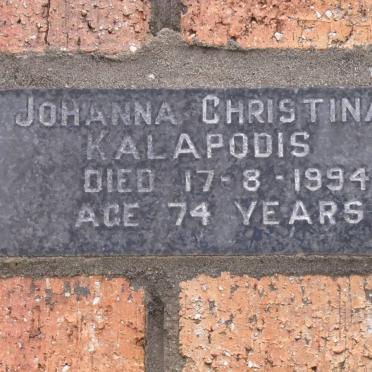 JOHANNA CHRISTINA
KALAPODIS
DIED 17-8-1994
AGE 74 YEARS